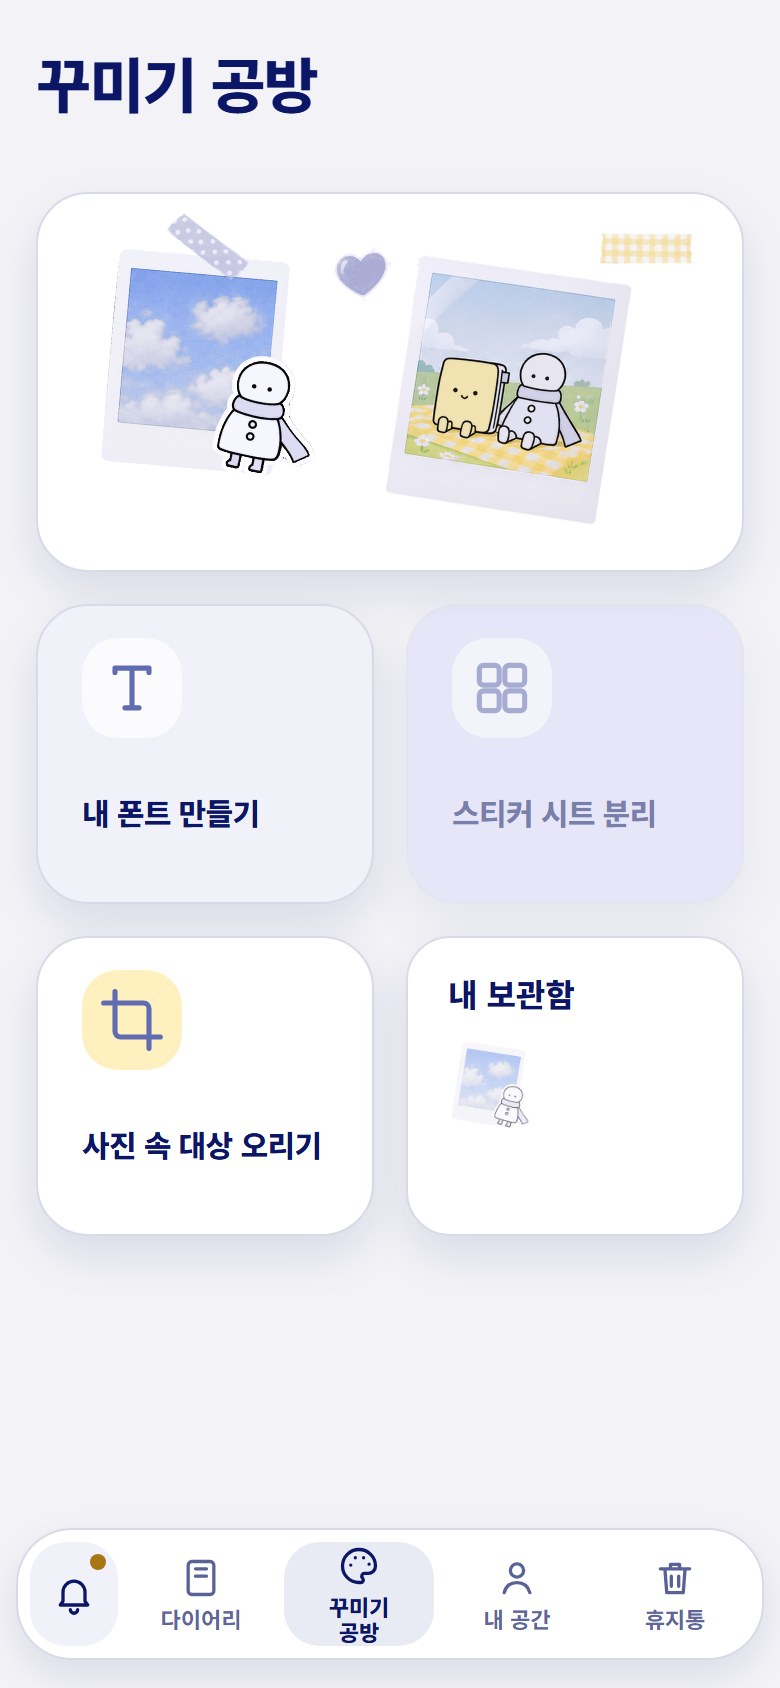 꾸미기 공방
내 폰트 만들기
스티커 시트 분리
사진 속 대상 오리기
내 보관함
다이어리
꾸미기
공방
내 공간
휴지통